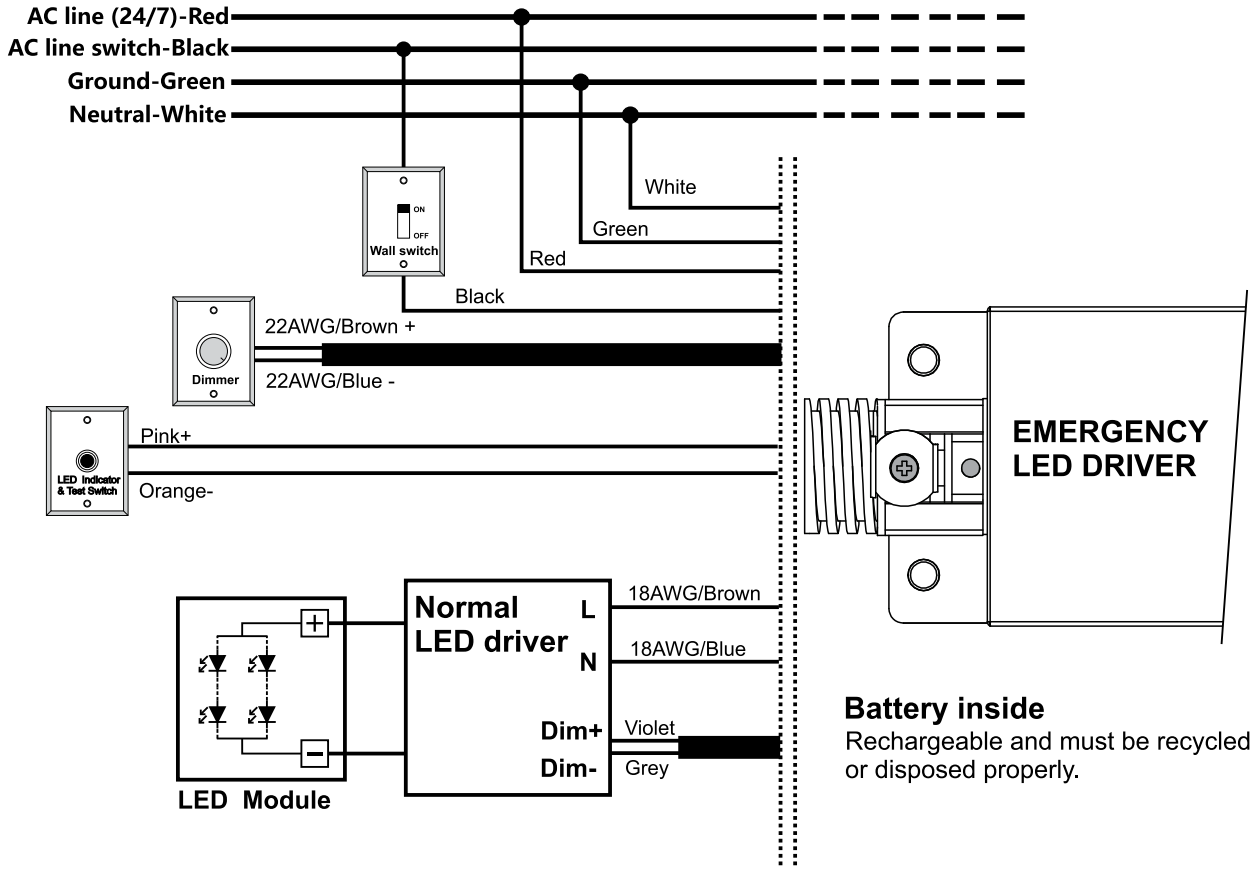 AC line (24/7)-Red
AC line switch-Black
Ground-Green
Neutral-White
White
Green
Red
Black
ON
OFF
Wall switch
22AWG/Brown +
22AWG/Blue -
Dimmer
Pink+
Orange-
LED Indicator
& Test Switch
EMERGENCY
LED DRIVER
Normal
LED driver
L
N
Dim+
Dim-
18AWG/Brown
18AWG/Blue
Violet
Grey
+
−
LED Module
Battery inside
Rechargeable and must be recycled
or disposed properly.